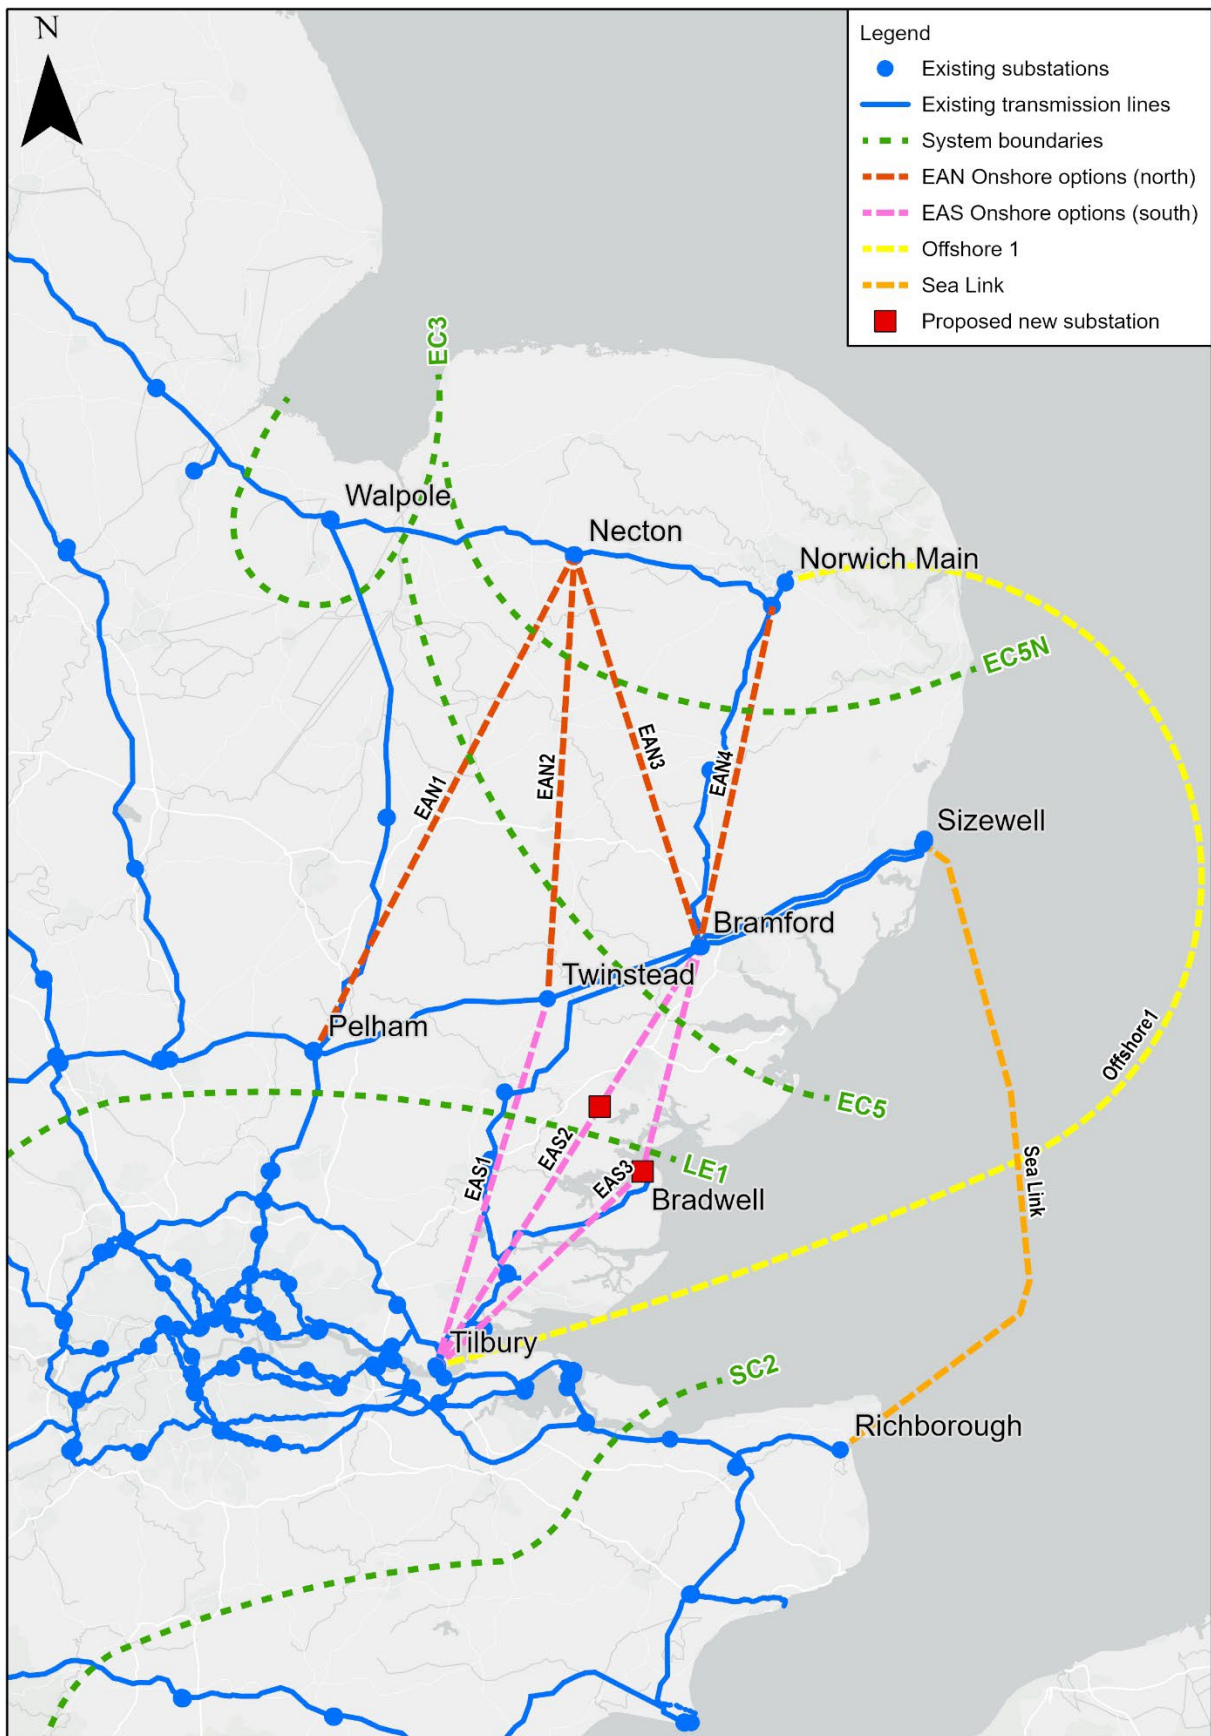 N
Legend
Existing substations
Existing transmission lines
System boundaries
EAN Onshore options (north)
EAS Onshore options (south)
Offshore 1
Sea Link
Proposed new substation
EC3
Walpole
Necton
Norwich Main
EC5N
EAN1
EAN2
EAN3
EAN4
Sizewell
Bramford
Twinstead
Pelham
Offshore1
EC5
EAS1
EAS2
EAS3
LE1
Bradwell
Sea Link
Tilbury
SC2
Richborough